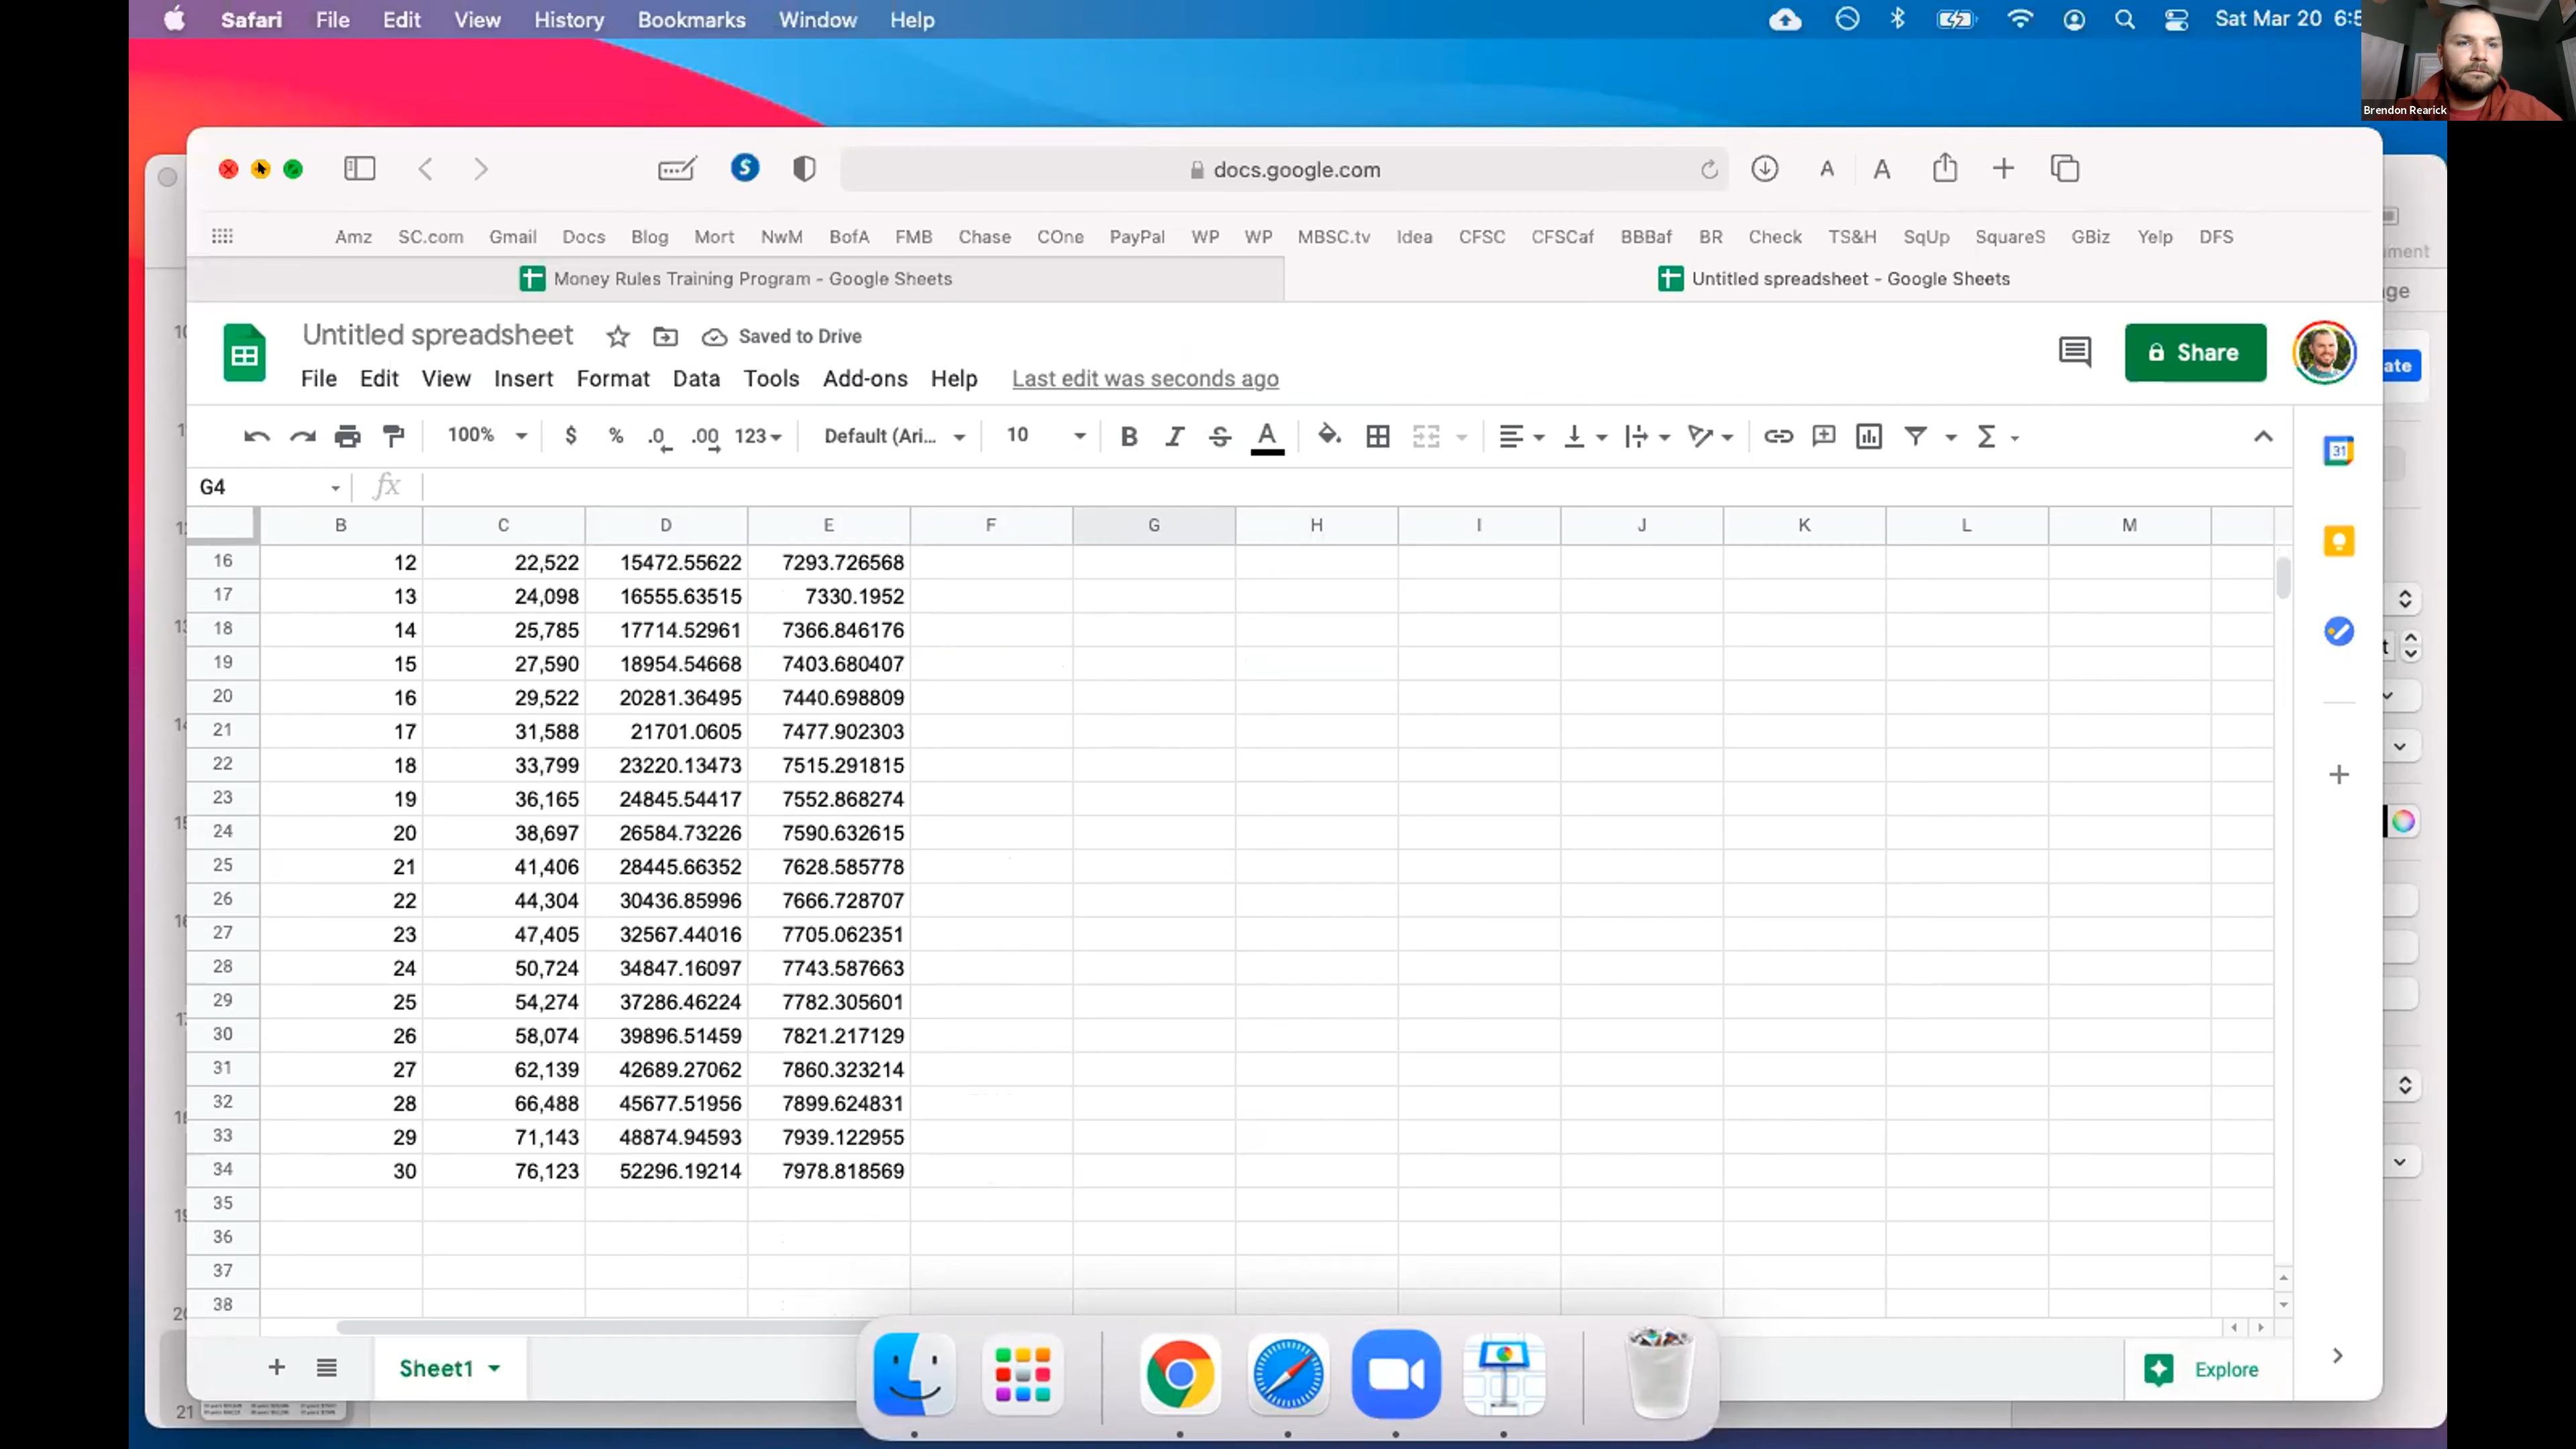 Safari File Edit View History Bookmarks Window Help Sat Mar 20 6:5
Brendon Rearick
docs.google.com A A
Amz SC.com Gmail Docs Blog Mort NwM BofA FMB Chase COne PayPal WP WP MBSC.tv Idea CFSC CFSCaf BBBaf BR Check TS&H SqUp SquareS GBiz Yelp DFS
Money Rules Training Program - Google Sheets Untitled spreadsheet - Google Sheets
Untitled spreadsheet Saved to Drive
Share
File Edit View Insert Format Data Tools Add-ons Help Last edit was seconds ago
100% $ % .0 .00 123 Default (Ari... 10 B I S A Σ
G4 fx
B C D E F G H I J K L M
16 12 22,522 15472.55622 7293.726568
17 13 24,098 16555.63515 7330.1952
18 14 25,785 17714.52961 7366.846176
19 15 27,590 18954.54668 7403.680407
20 16 29,522 20281.36495 7440.698809
21 17 31,588 21701.0605 7477.902303
22 18 33,799 23220.13473 7515.291815
23 19 36,165 24845.54417 7552.868274
24 20 38,697 26584.73226 7590.632615
25 21 41,406 28445.66352 7628.585778
26 22 44,304 30436.85996 7666.728707
27 23 47,405 32567.44016 7705.062351
28 24 50,724 34847.16097 7743.587663
29 25 54,274 37286.46224 7782.305601
30 26 58,074 39896.51459 7821.217129
31 27 62,139 42689.27062 7860.323214
32 28 66,488 45677.51956 7899.624831
33 29 71,143 48874.94593 7939.122955
34 30 76,123 52296.19214 7978.818569
35
36
37
38
Sheet1 Explore
21